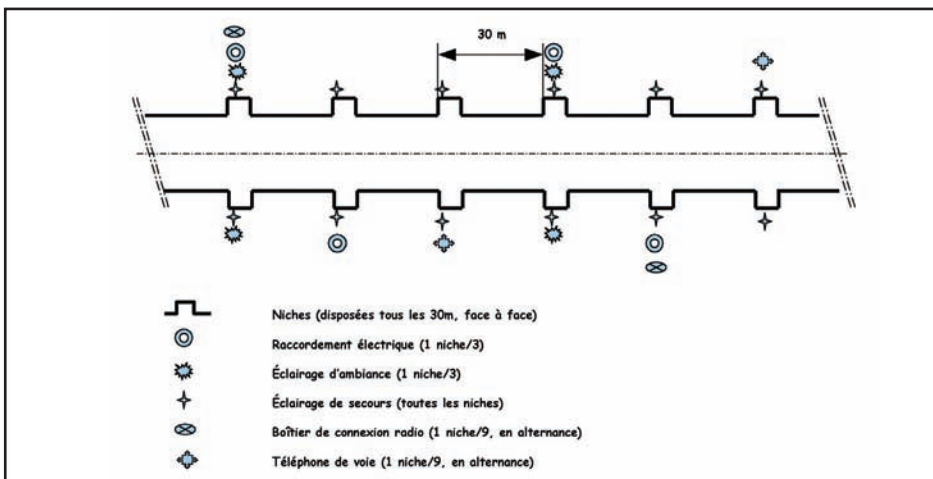 30 m
Niches (disposées tous les 30m, face à face)
Raccordement électrique (1 niche/3)
Éclairage d'ambiance (1 niche/3)
Éclairage de secours (toutes les niches)
Boîtier de connexion radio (1 niche/9, en alternance)
Téléphone de voie (1 niche/9, en alternance)